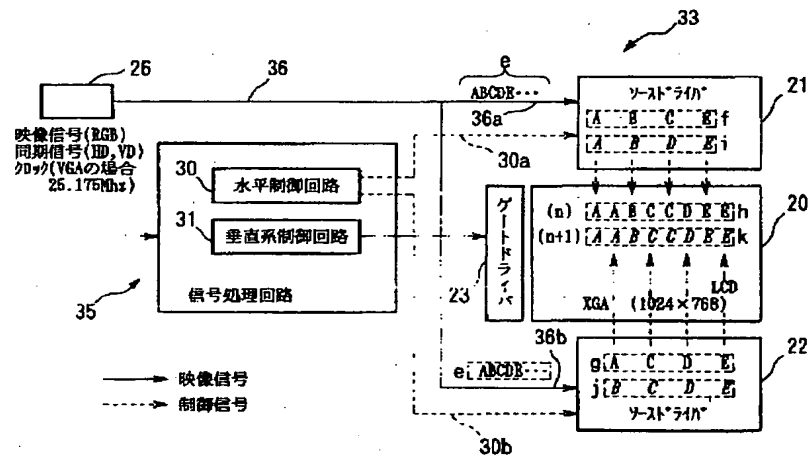 33
26
36
e
ABCDE…
36a
21
ソースドライバ
A B C E f
A B D E i
映像信号(RGB)
同期信号(HD,VD)
クロック(VGAの場合
25.175Mhz)
30
水平制御回路
30a
31
垂直系制御回路
信号処理回路
35
ゲートドライバ
23
20
(n) A A B C C D E E h
(n+1) A A B C C D E E k
LCD
XGA (1024×768)
36b
e ABCDE…
22
g A C D E
j B C D E
ソースドライバ
映像信号
制御信号
30b